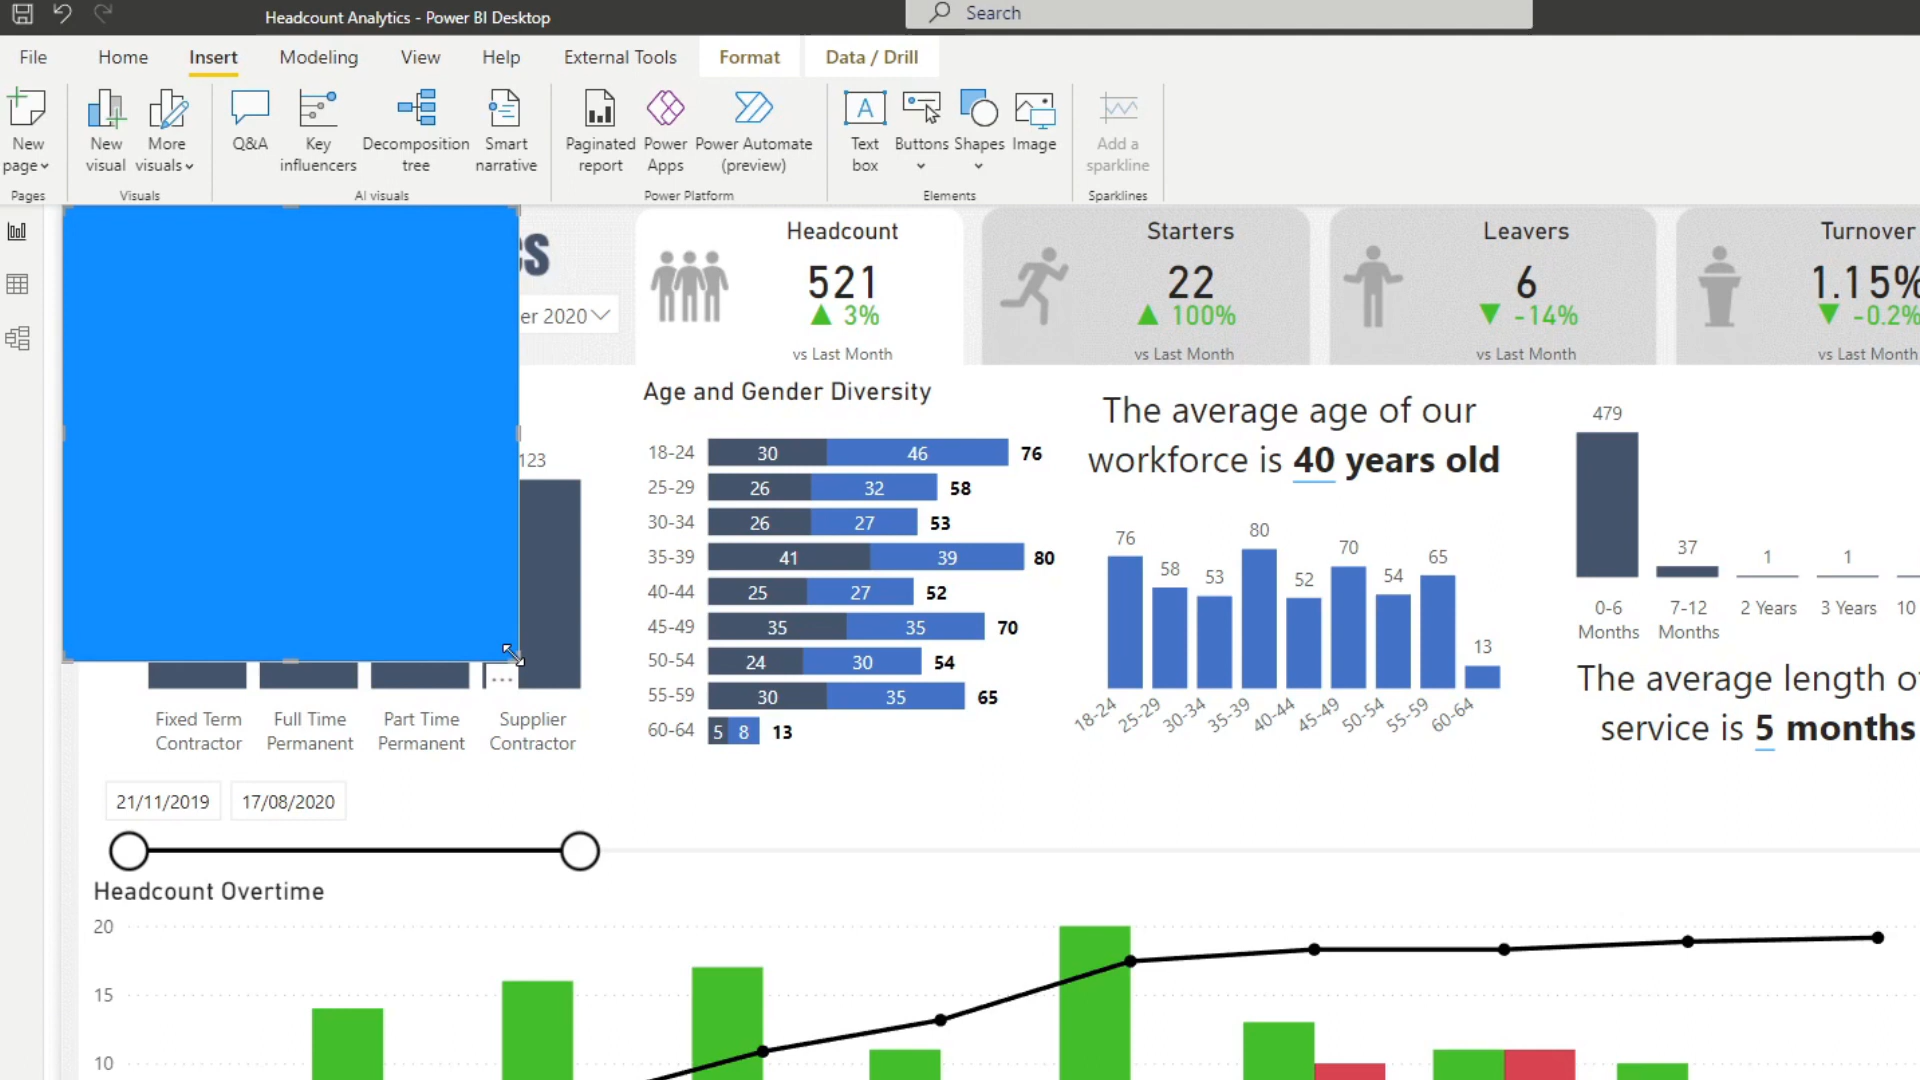 Headcount Analytics - Power BI Desktop
Search
File Home Insert Modeling View Help External Tools Format Data / Drill
New page
New visual
More visuals
Q&A
Key influencers
Decomposition tree
Smart narrative
Paginated report
Power Apps
Power Automate (preview)
Text box
Buttons
Shapes
Image
Add a sparkline
Pages
Visuals
AI visuals
Power Platform
Elements
Sparklines
er 2020
Headcount
521
3%
vs Last Month
Starters
22
100%
vs Last Month
Leavers
6
-14%
vs Last Month
Turnover
1.15%
-0.2%
vs Last Month
123
Fixed Term Contractor
Full Time Permanent
Part Time Permanent
Supplier Contractor
Age and Gender Diversity
18-24 30 46 76
25-29 26 32 58
30-34 26 27 53
35-39 41 39 80
40-44 25 27 52
45-49 35 35 70
50-54 24 30 54
55-59 30 35 65
60-64 5 8 13
The average age of our
workforce is 40 years old
76 58 53 80 52 70 54 65 13
18-24 25-29 30-34 35-39 40-44 45-49 50-54 55-59 60-64
479 37 1 1
0-6 Months
7-12 Months
2 Years
3 Years
10
The average length of
service is 5 months
21/11/2019 17/08/2020
Headcount Overtime
20
15
10